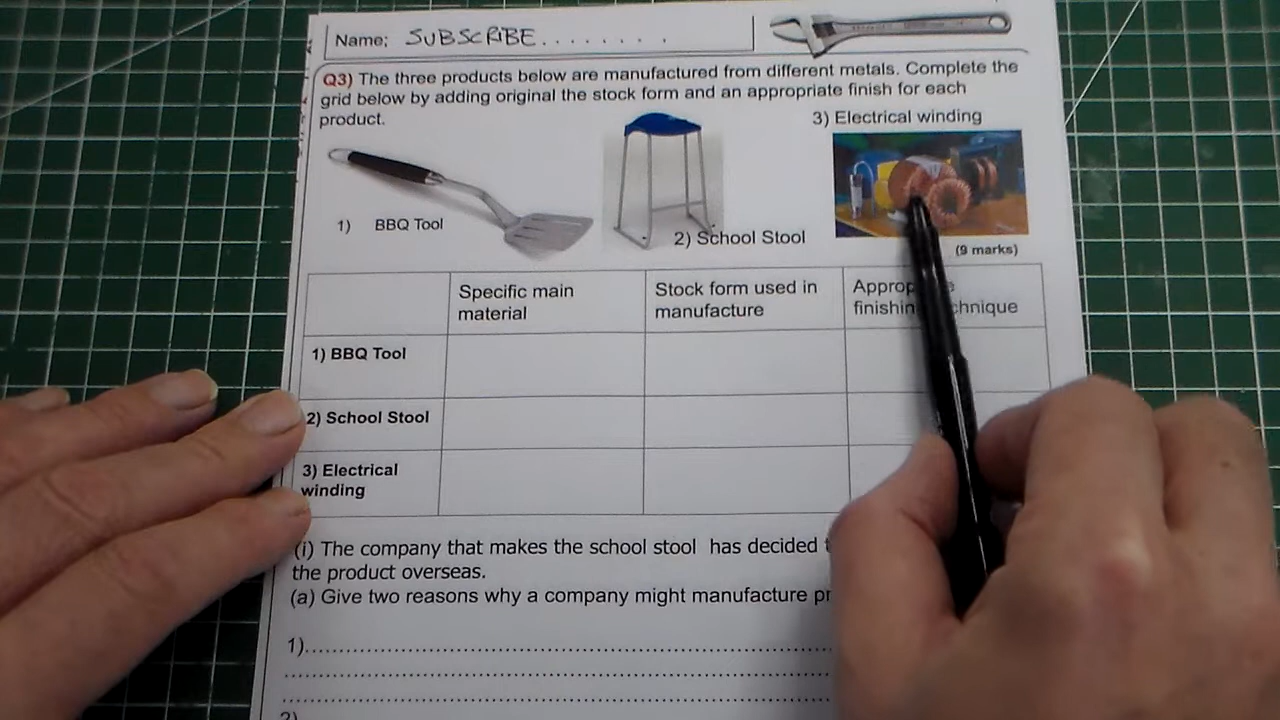 Name; SUBSCRIBE........
Q3) The three products below are manufactured from different metals. Complete the
grid below by adding original the stock form and an appropriate finish for each
product.
3) Electrical winding
1) BBQ Tool
2) School Stool
(9 marks)
Specific main
material
Stock form used in
manufacture
1) BBQ Tool
2) School Stool
3) Electrical
winding
(i) The company that makes the school stool has decided
the product overseas.
(a) Give two reasons why a company might manufacture
1)
2)